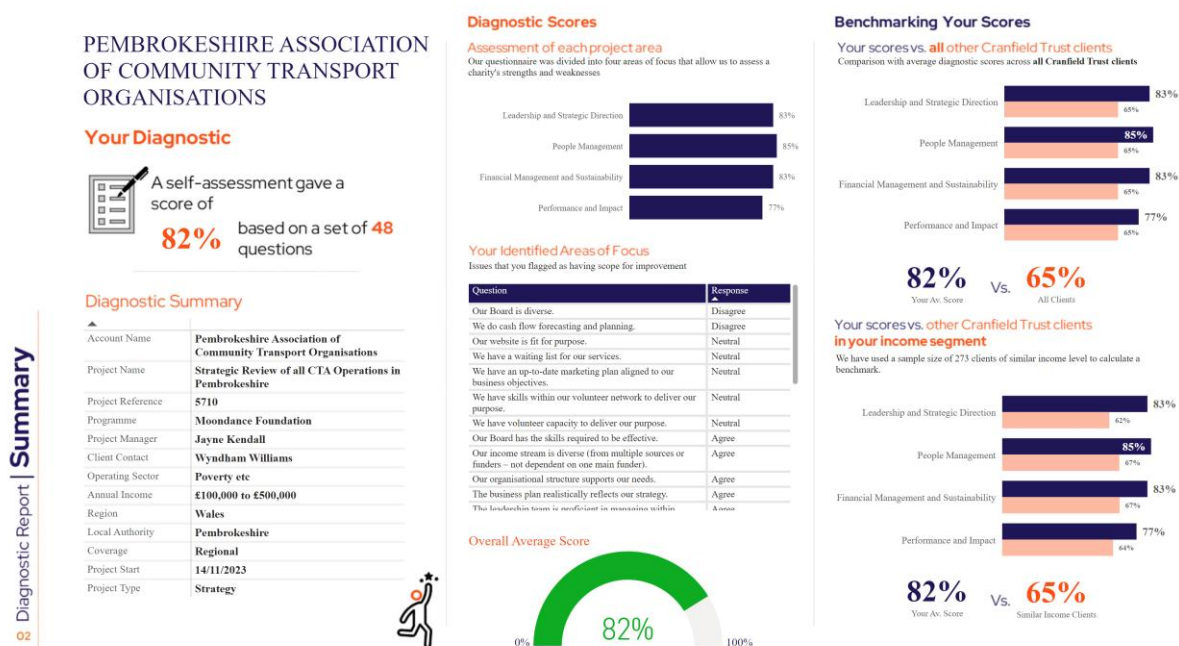 PEMBROKESHIRE ASSOCIATION
OF COMMUNITY TRANSPORT
ORGANISATIONS
Your Diagnostic
A self-assessment gave a
score of
82% based on a set of 48
questions
Diagnostic Summary
Account Name Pembrokeshire Association of
Community Transport Organisations
Project Name Strategic Review of all CTA Operations in
Pembrokeshire
Project Reference 5710
Programme Moondance Foundation
Project Manager Jayne Kendall
Client Contact Wyndham Williams
Operating Sector Poverty etc
Annual Income £100,000 to £500,000
Region Wales
Local Authority Pembrokeshire
Coverage Regional
Project Start 14/11/2023
Project Type Strategy
02 Diagnostic Report | Summary
Diagnostic Scores
Assessment of each project area
Our questionnaire was divided into four areas of focus that allow us to assess a
charity's strengths and weaknesses
Leadership and Strategic Direction 83%
People Management 85%
Financial Management and Sustainability 83%
Performance and Impact 77%
Your Identified Areas of Focus
Issues that you flagged as having scope for improvement
Question Response
Our Board is diverse. Disagree
We do cash flow forecasting and planning. Disagree
Our website is fit for purpose. Neutral
We have a waiting list for our services. Neutral
We have an up-to-date marketing plan aligned to our Neutral
business objectives.
We have skills within our volunteer network to deliver our Neutral
purpose.
We have volunteer capacity to deliver our purpose. Neutral
Our Board has the skills required to be effective. Agree
Our income stream is diverse (from multiple sources or Agree
funders – not dependent on one main funder).
Our organisational structure supports our needs. Agree
The business plan realistically reflects our strategy. Agree
The leadership team is proficient in managing within Agree
Overall Average Score
82%
0% 100%
Benchmarking Your Scores
Your scores vs. all other Cranfield Trust clients
Comparison with average diagnostic scores across all Cranfield Trust clients
Leadership and Strategic Direction 83%
65%
People Management 85%
65%
Financial Management and Sustainability 83%
65%
Performance and Impact 77%
65%
82% Vs. 65%
Your Av. Score All Clients
Your scores vs. other Cranfield Trust clients
in your income segment
We have used a sample size of 273 clients of similar income level to calculate a
benchmark.
Leadership and Strategic Direction 83%
62%
People Management 85%
67%
Financial Management and Sustainability 83%
67%
Performance and Impact 77%
64%
82% Vs. 65%
Your Av. Score Similar Income Clients